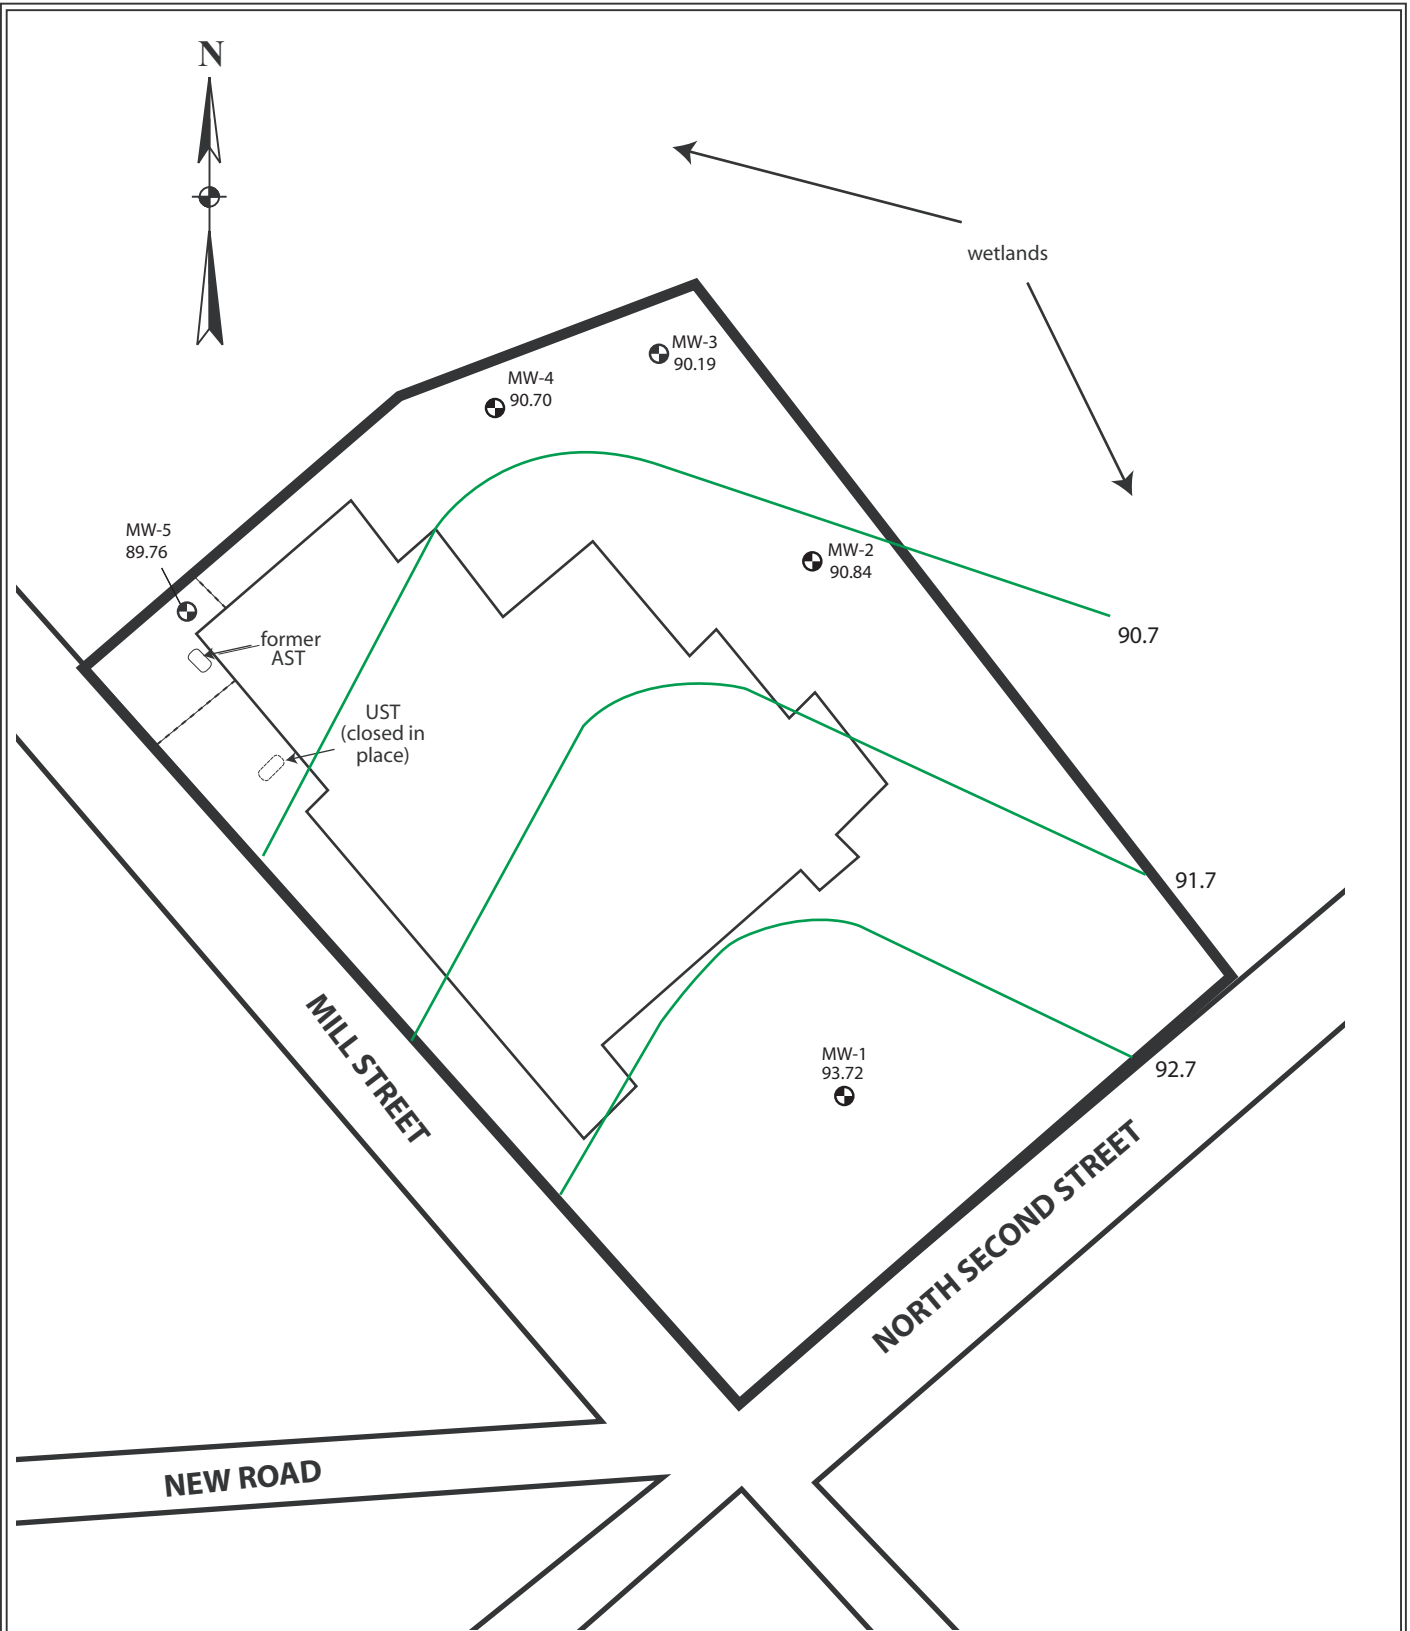 N
wetlands
MW-3
90.19
MW-4
90.70
MW-5
89.76
MW-2
90.84
former
AST
90.7
UST
(closed in
place)
91.7
MILL STREET
MW-1
93.72
92.7
NORTH SECOND STREET
NEW ROAD